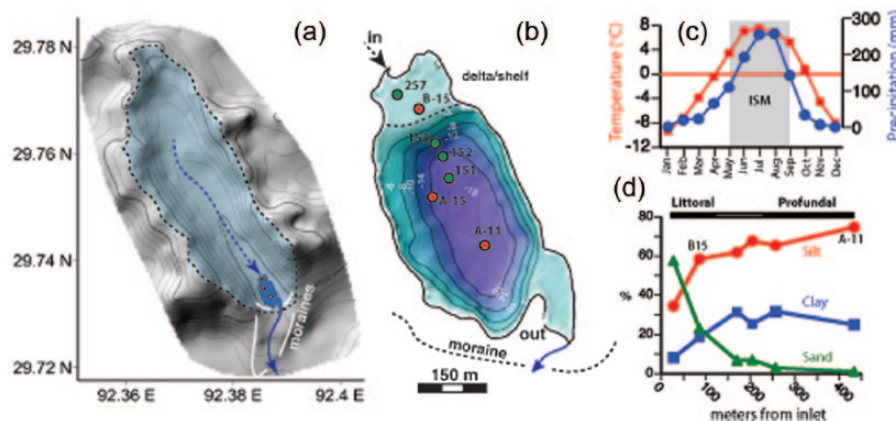 (a)
29.78 N
29.76 N
29.74 N
29.72 N
92.36 E
92.38 E
92.4 E
moraines
(b)
in
delta/shelf
257
B-15
153
152
151
A-15
A-11
out
moraine
150 m
(c)
Temperature (°C)
12
8
4
0
-4
-8
-12
ISM
300
200
100
0
Precipitation (mm)
Jan
Feb
Mar
Apr
May
Jun
Jul
Aug
Sep
Oct
Nov
Dec
(d)
Littoral
Profundal
80
60
40
20
0
%
B15
A-11
Silt
Clay
Sand
0
100
200
300
400
meters from inlet